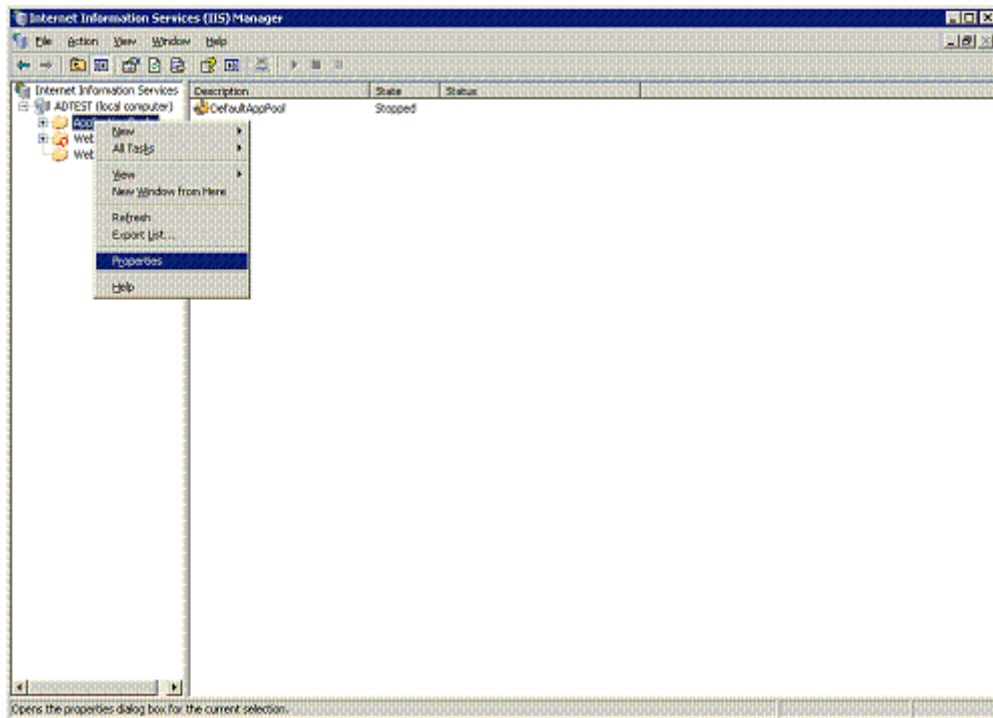 Internet Information Services (IIS) Manager
File Action View Window Help
Internet Information Services
Description State Status
ADTEST (local computer)
DefaultAppPool Stopped
Web
Web
New
All Tasks
View
New Window from Here
Refresh
Export List...
Properties
Help
Opens the properties dialog box for the current selection.